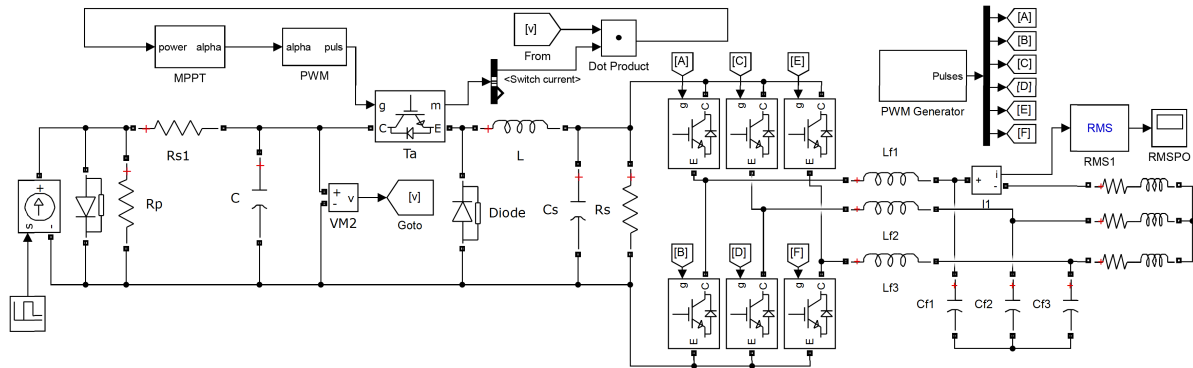 power alpha
MPPT
alpha puls
PWM
[v]
From
Dot Product
<Switch current>
g m
C E
Ta
[A]
[C]
[E]
Pulses
PWM Generator
[A]
[B]
[C]
[D]
[E]
[F]
RMS
RMS1
RMSPO
+
s -
Rp
Rs1
C
+
- v
VM2
[v]
Goto
Diode
L
Cs
Rs
g C
E
g C
E
g C
E
[B]
[D]
[F]
g C
E
g C
E
g C
E
Lf1
Lf2
Lf3
+ i
-
I1
Cf1
Cf2
Cf3